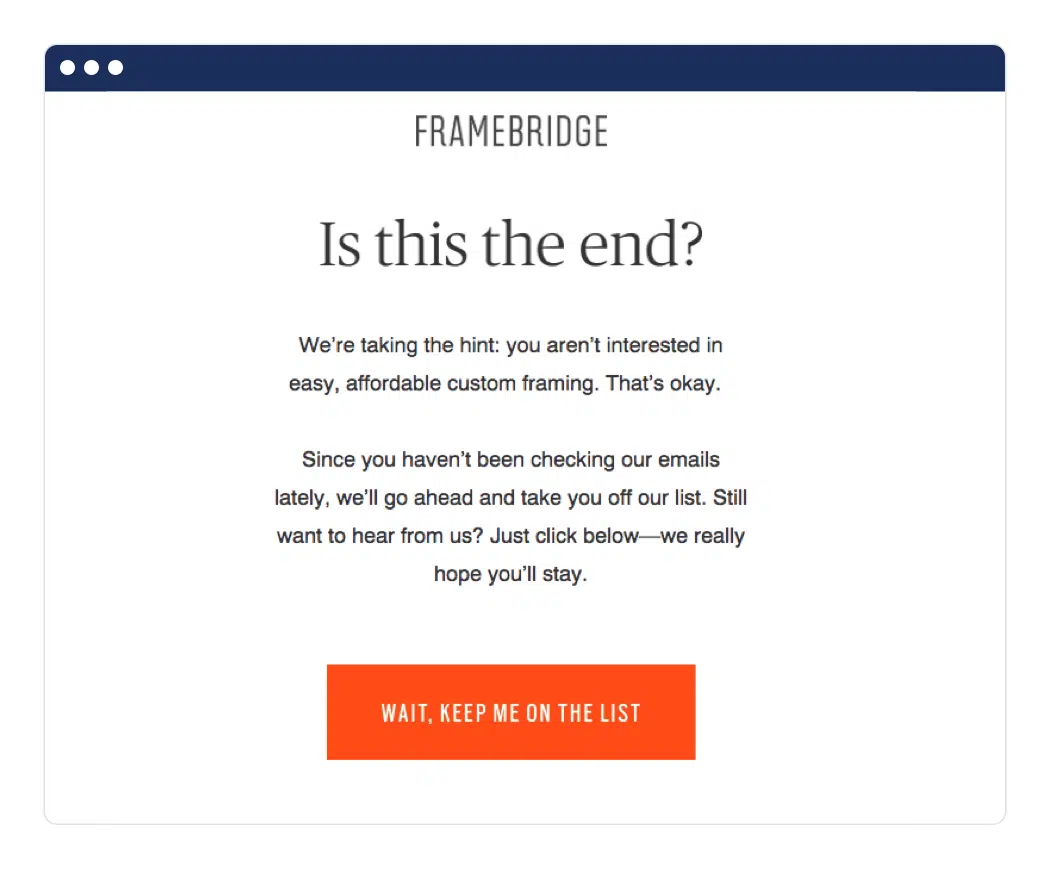 FRAMEBRIDGE
Is this the end?
We’re taking the hint: you aren’t interested in
easy, affordable custom framing. That’s okay.
Since you haven’t been checking our emails
lately, we’ll go ahead and take you off our list. Still
want to hear from us? Just click below—we really
hope you’ll stay.
WAIT, KEEP ME ON THE LIST